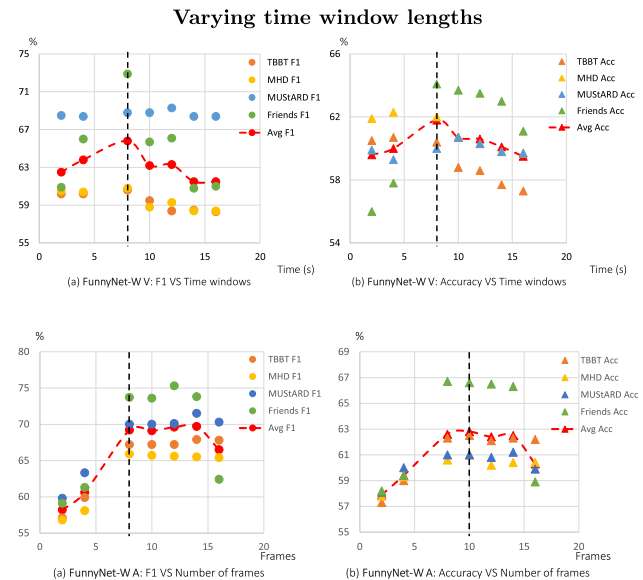 Varying time window lengths
%
75
71
67
63
59
55
0
5
10
15
20
TBBT F1
MHD F1
MUStARD F1
Friends F1
Avg F1
Time (s)
(a) FunnyNet-W V: F1 VS Time windows
%
66
62
58
54
0
5
10
15
20
TBBT Acc
MHD Acc
MUStARD Acc
Friends Acc
Avg Acc
Time (s)
(b) FunnyNet-W V: Accuracy VS Time windows
%
80
75
70
65
60
55
0
5
10
15
20
TBBT F1
MHD F1
MUStARD F1
Friends F1
Avg F1
Frames
(a) FunnyNet-W A: F1 VS Number of frames
%
69
67
65
63
61
59
57
55
0
5
10
15
20
TBBT Acc
MHD Acc
MUStARD Acc
Friends Acc
Avg Acc
Frames
(b) FunnyNet-W A: Accuracy VS Number of frames